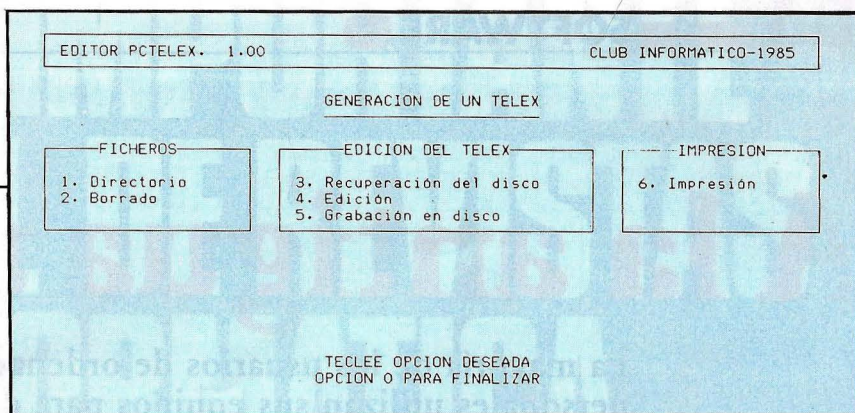 EDITOR PCTELEX. 1.00 CLUB INFORMATICO-1985
GENERACION DE UN TELEX
FICHEROS
1. Directorio
2. Borrado
EDICION DEL TELEX
3. Recuperación del disco
4. Edición
5. Grabación en disco
IMPRESION
6. Impresión
TECLEE OPCION DESEADA
OPCION O PARA FINALIZAR